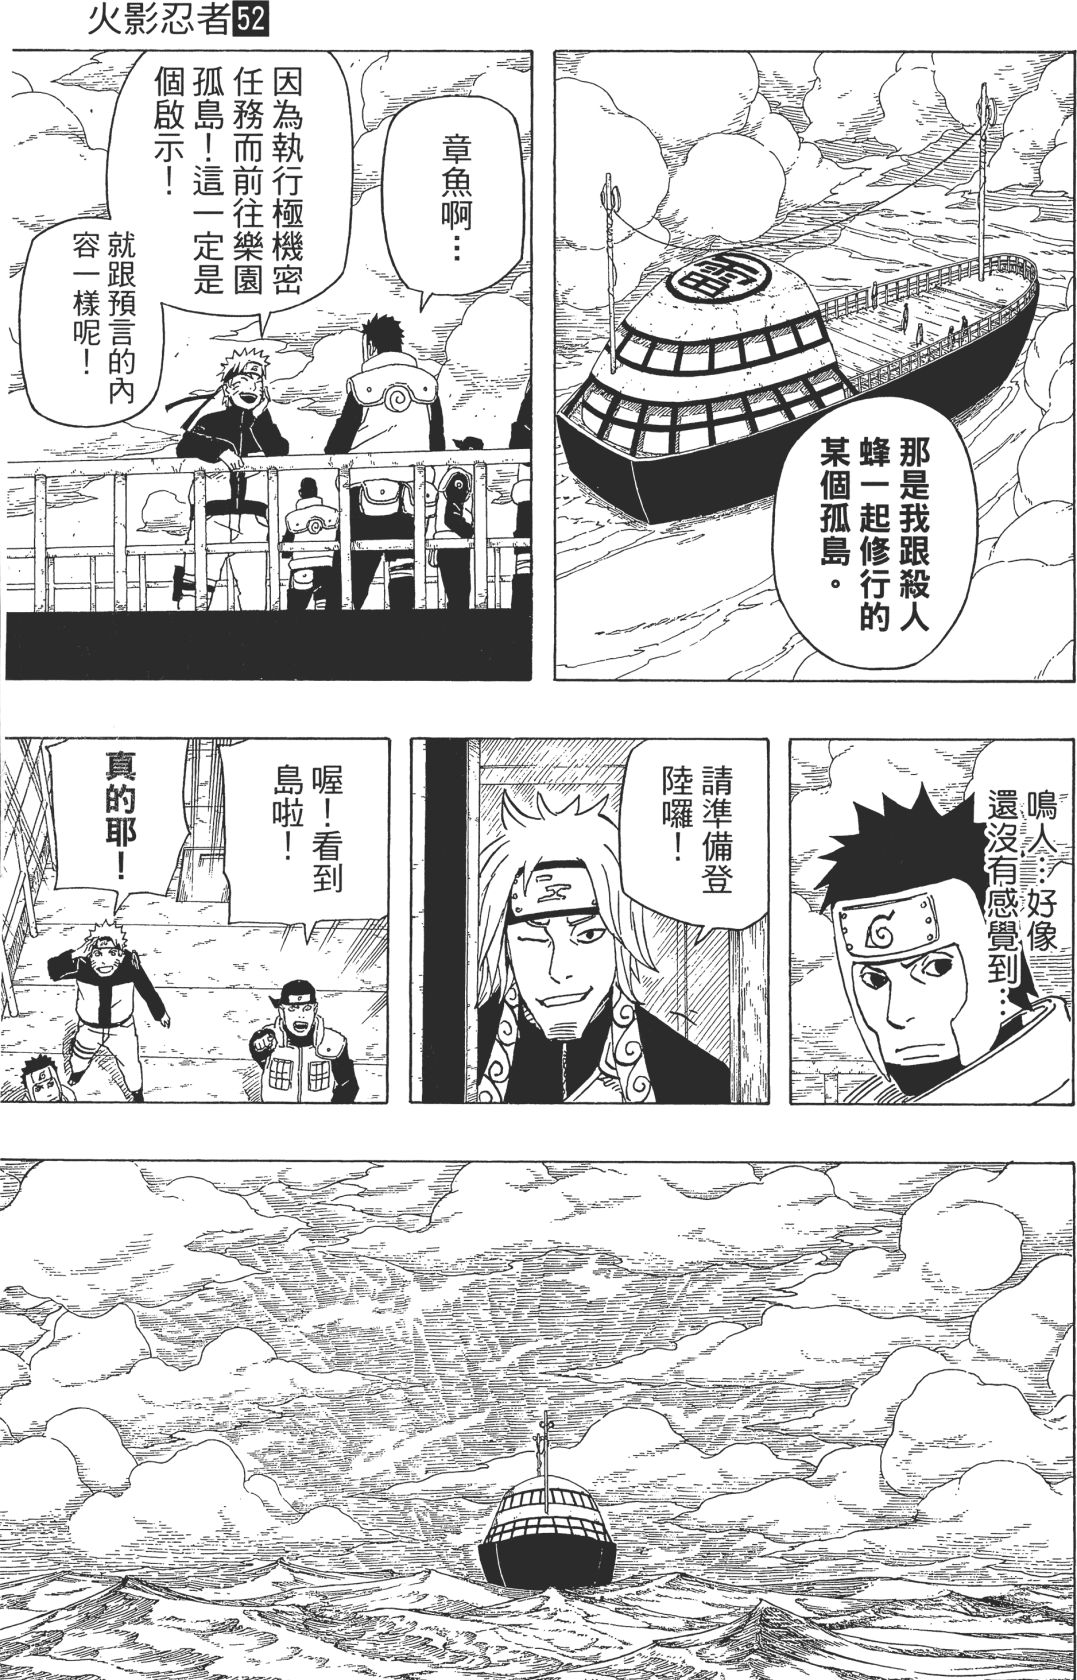 火影忍者52
那是我跟殺人
蜂一起修行的
某個孤島。
雲
章魚啊…
因為執行極機密
任務而前往樂園
孤島！這一定是
個啟示！
就跟預言的內
容一樣呢！
鳴人…好像
還沒有感覺到…
請準備登
陸囉！
喔！看到
島啦！
真的耶！